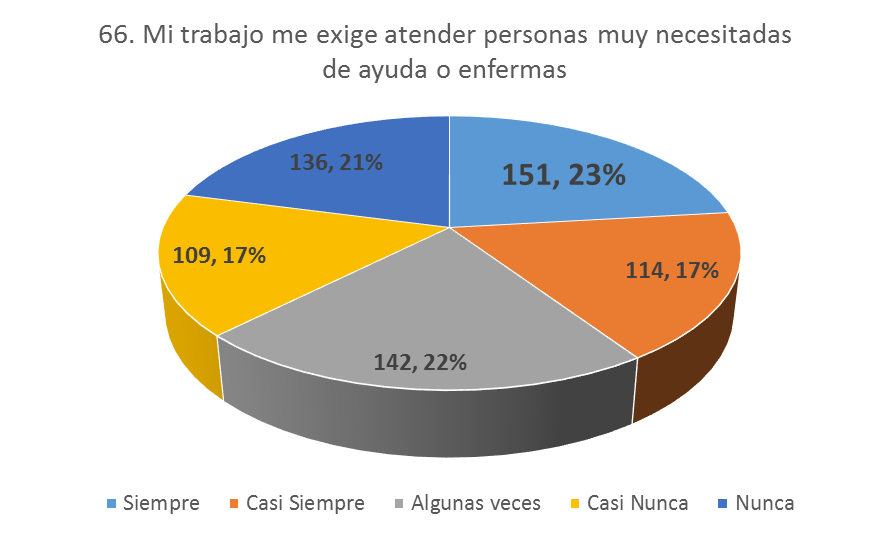 66. Mi trabajo me exige atender personas muy necesitadas
de ayuda o enfermas
136, 21%
151, 23%
109, 17%
114, 17%
142, 22%
Siempre
Casi Siempre
Algunas veces
Casi Nunca
Nunca